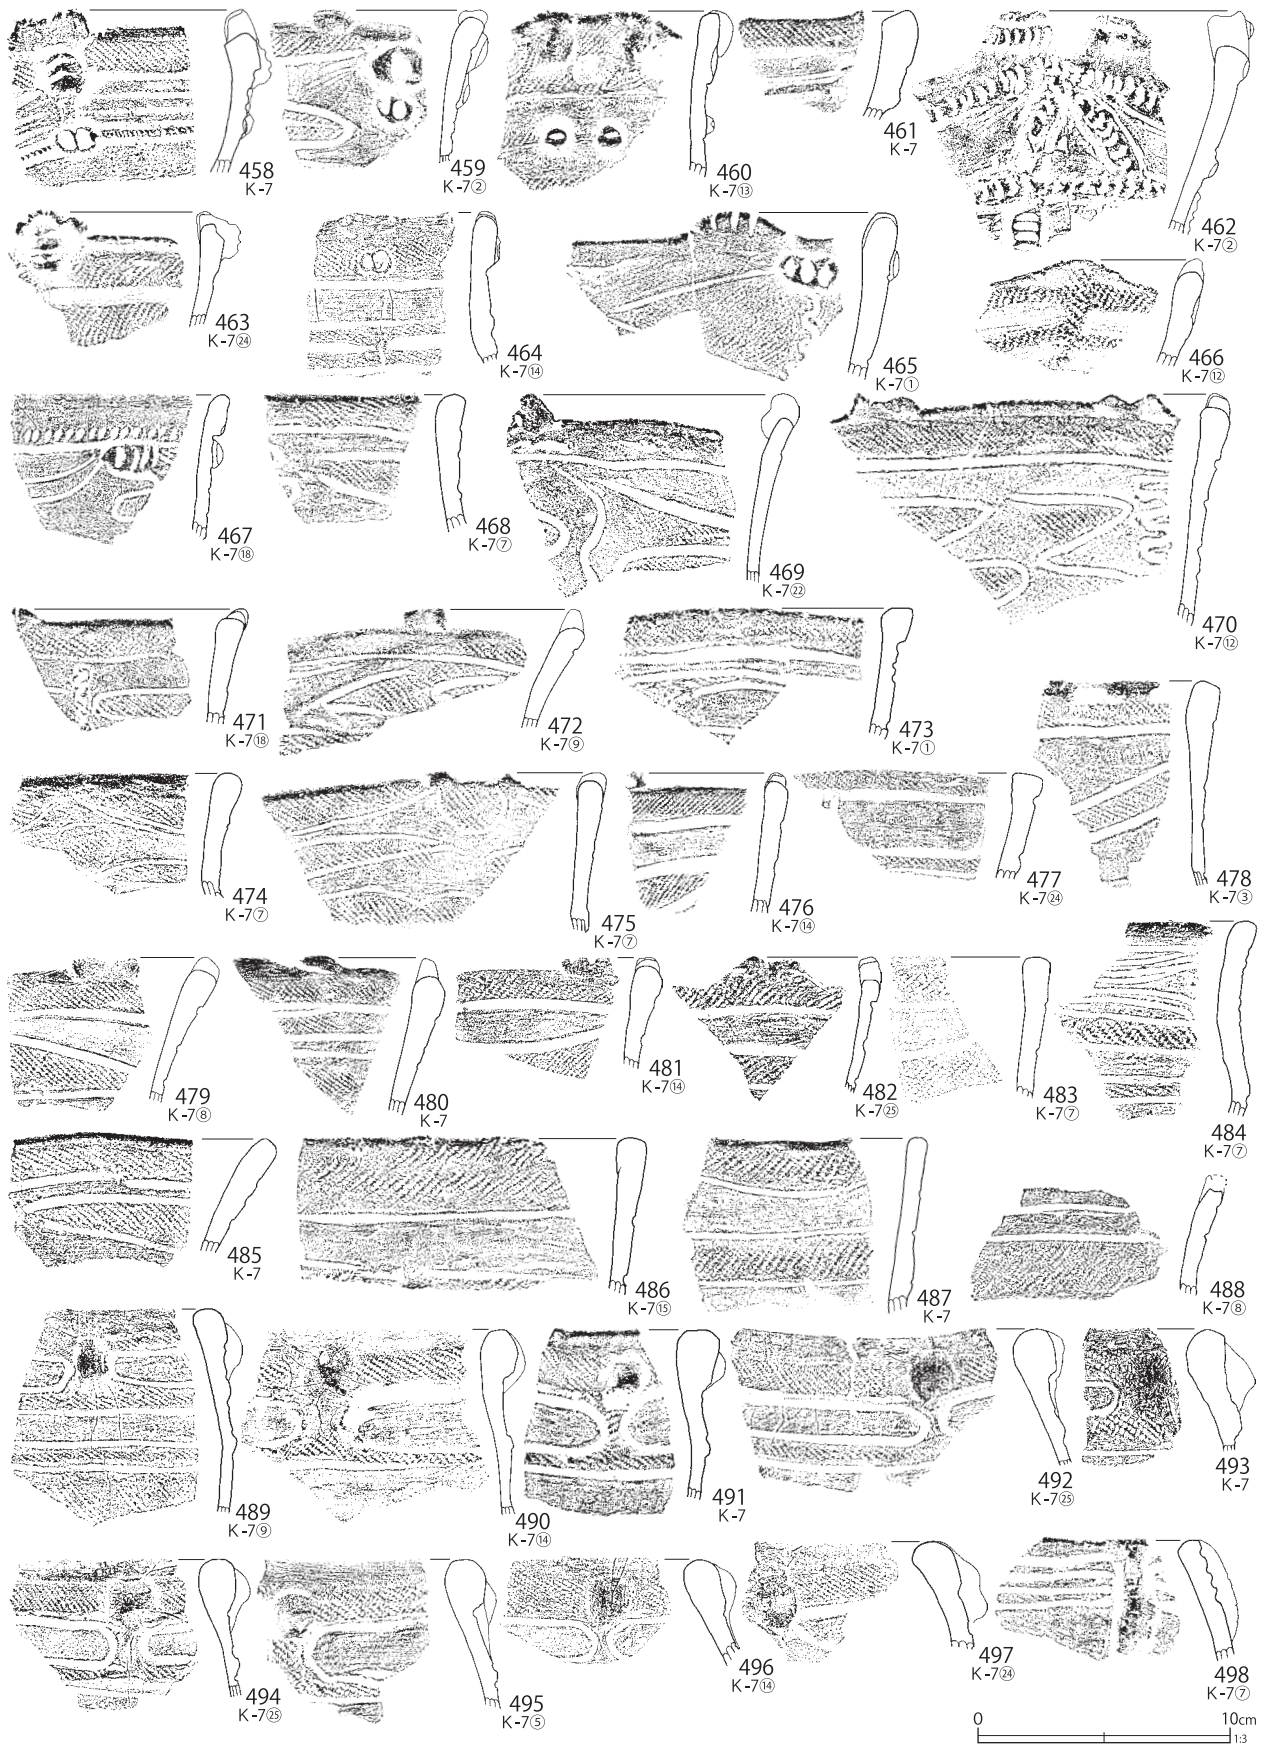 458
K-7
459
K-7②
460
K-7⑬
461
K-7
462
K-7②
463
K-7㉔
464
K-7⑭
465
K-7①
466
K-7⑫
467
K-7⑱
468
K-7⑦
469
K-7㉒
470
K-7⑫
471
K-7⑱
472
K-7⑨
473
K-7①
474
K-7⑦
475
K-7⑦
476
K-7⑭
477
K-7㉔
478
K-7③
479
K-7⑧
480
K-7
481
K-7⑭
482
K-7㉕
483
K-7⑦
484
K-7⑦
485
K-7
486
K-7⑮
487
K-7
488
K-7⑧
489
K-7⑨
490
K-7⑭
491
K-7
492
K-7㉕
493
K-7
494
K-7㉕
495
K-7⑤
496
K-7⑭
497
K-7㉔
498
K-7⑦
0 10cm
1:3